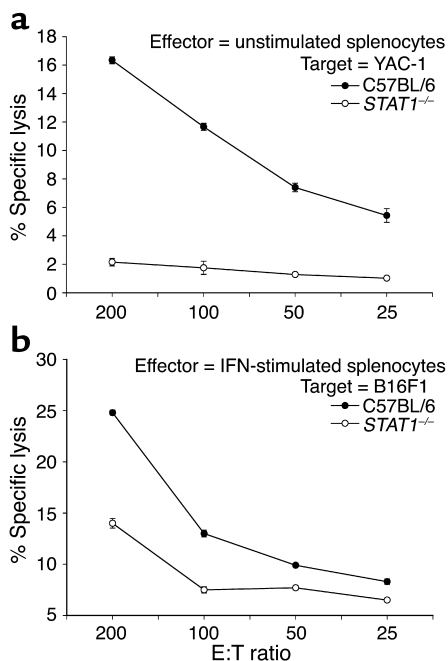 a
18
16
14
12
10
8
6
4
2
0
% Specific lysis
Effector = unstimulated splenocytes
Target = YAC-1
C57BL/6
STAT1–/–
200 100 50 25
b
30
25
20
15
10
5
% Specific lysis
Effector = IFN-stimulated splenocytes
Target = B16F1
C57BL/6
STAT1–/–
200 100 50 25
E:T ratio